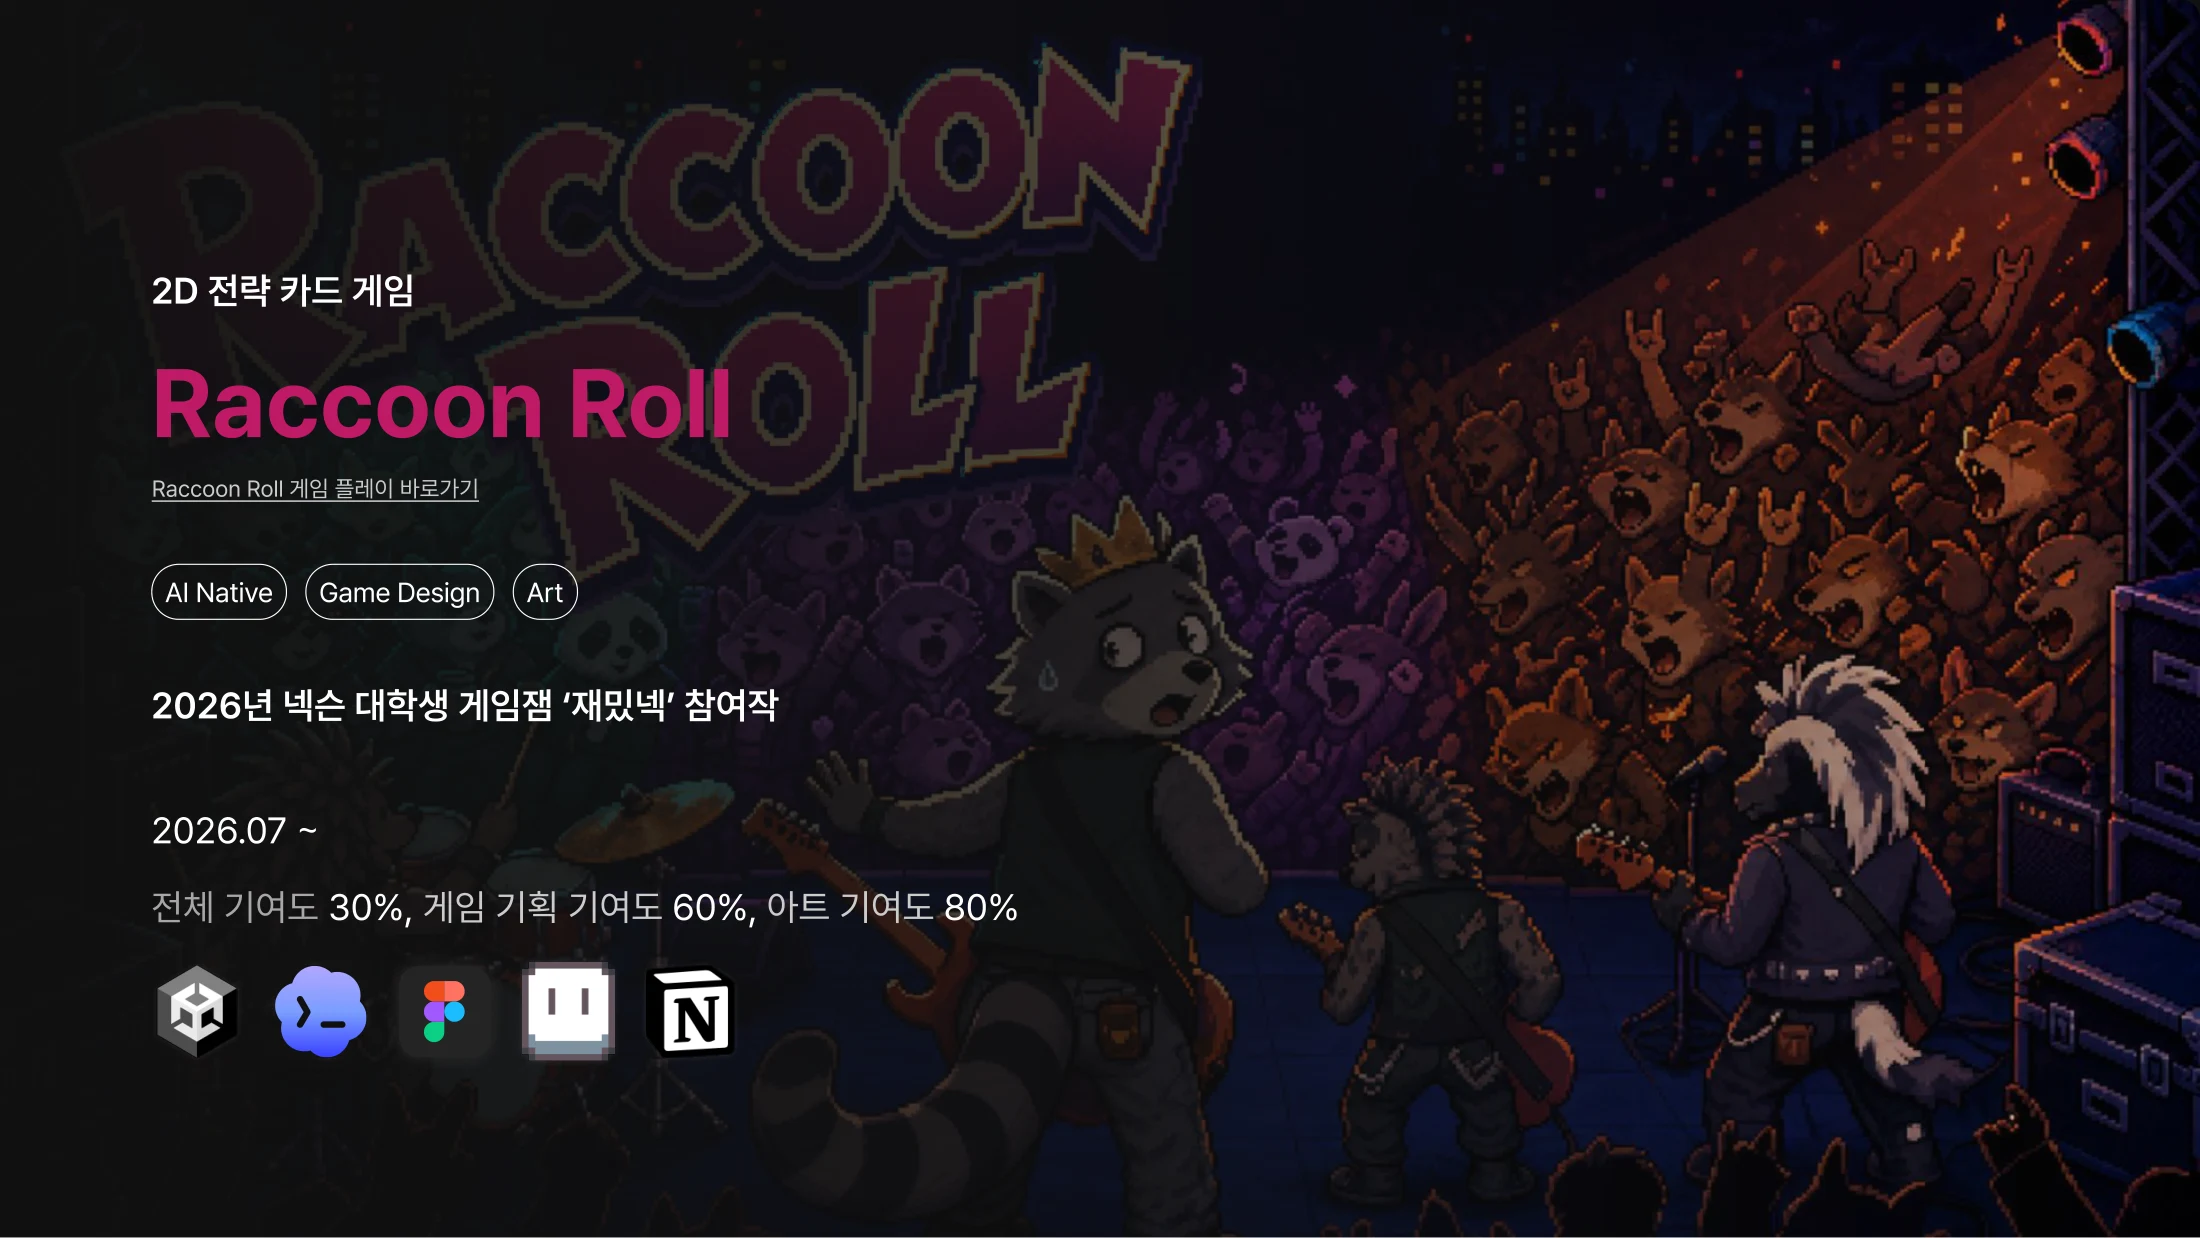 RACCOON
ROLL
2D 전략 카드 게임
Raccoon Roll
Raccoon Roll 게임 플레이 바로가기
AI Native
Game Design
Art
2026년 넥슨 대학생 게임잼 ‘재밌넥’ 참여작
2026.07 ~
전체 기여도 30%, 게임 기획 기여도 60%, 아트 기여도 80%
N